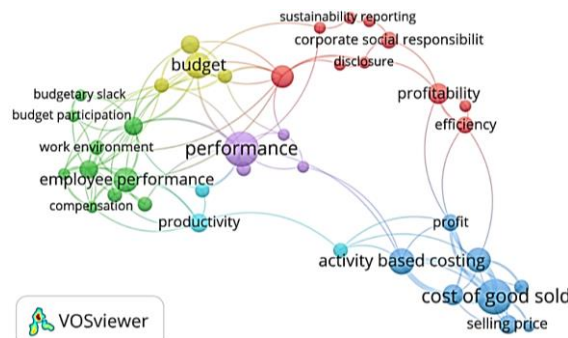 sustainability reporting
corporate social responsibilit
disclosure
budget
budgetary slack
budget participation
profitability
efficiency
work environment
performance
employee performance
compensation
productivity
profit
activity based costing
cost of good sold
selling price
VOSviewer